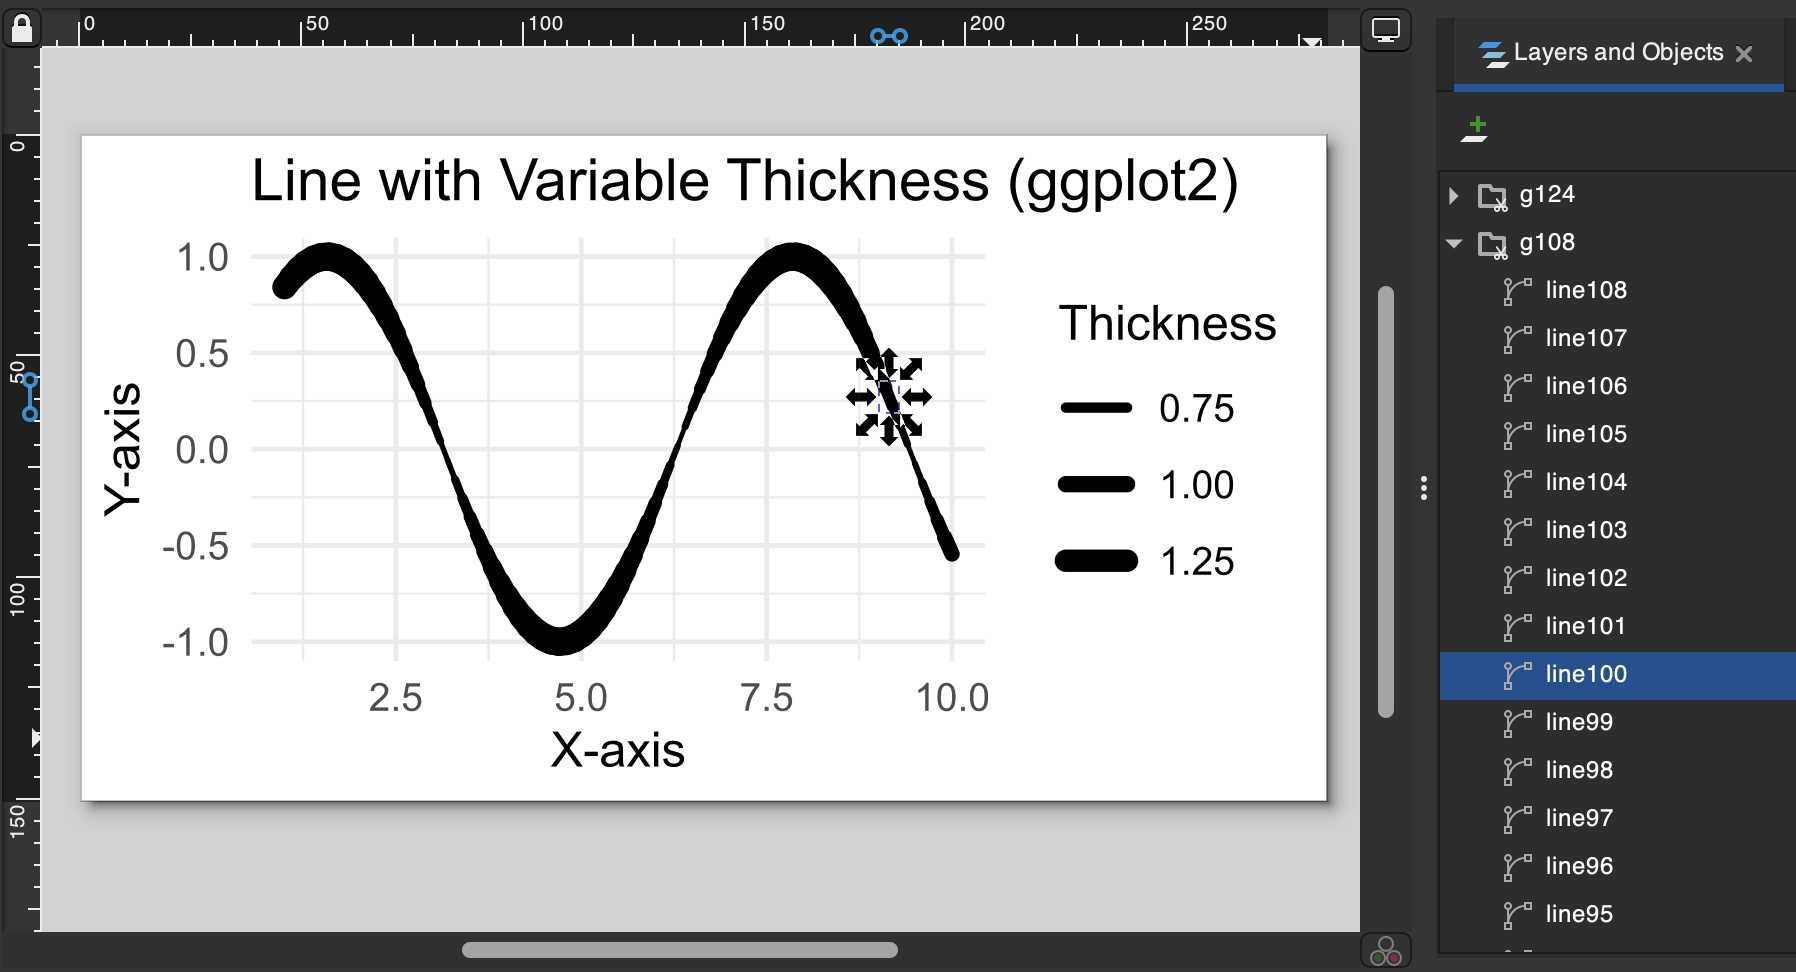 0 50 100 150 200 250
0
50
100
150
Line with Variable Thickness (ggplot2)
1.0
0.5
0.0
-0.5
-1.0
Y-axis
2.5 5.0 7.5 10.0
X-axis
Thickness
0.75
1.00
1.25
Layers and Objects
g124
g108
line108
line107
line106
line105
line104
line103
line102
line101
line100
line99
line98
line97
line96
line95